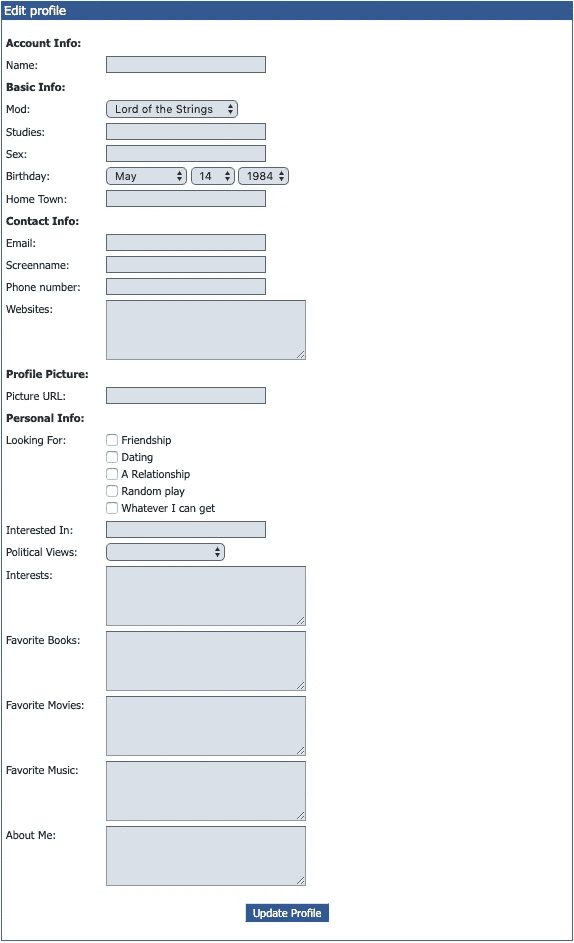 Edit profile
Account Info:
Name:
Basic Info:
Mod: Lord of the Strings
Studies:
Sex:
Birthday: May 14 1984
Home Town:
Contact Info:
Email:
Screenname:
Phone number:
Websites:
Profile Picture:
Picture URL:
Personal Info:
Looking For: Friendship
Dating
A Relationship
Random play
Whatever I can get
Interested In:
Political Views:
Interests:
Favorite Books:
Favorite Movies:
Favorite Music:
About Me:
Update Profile